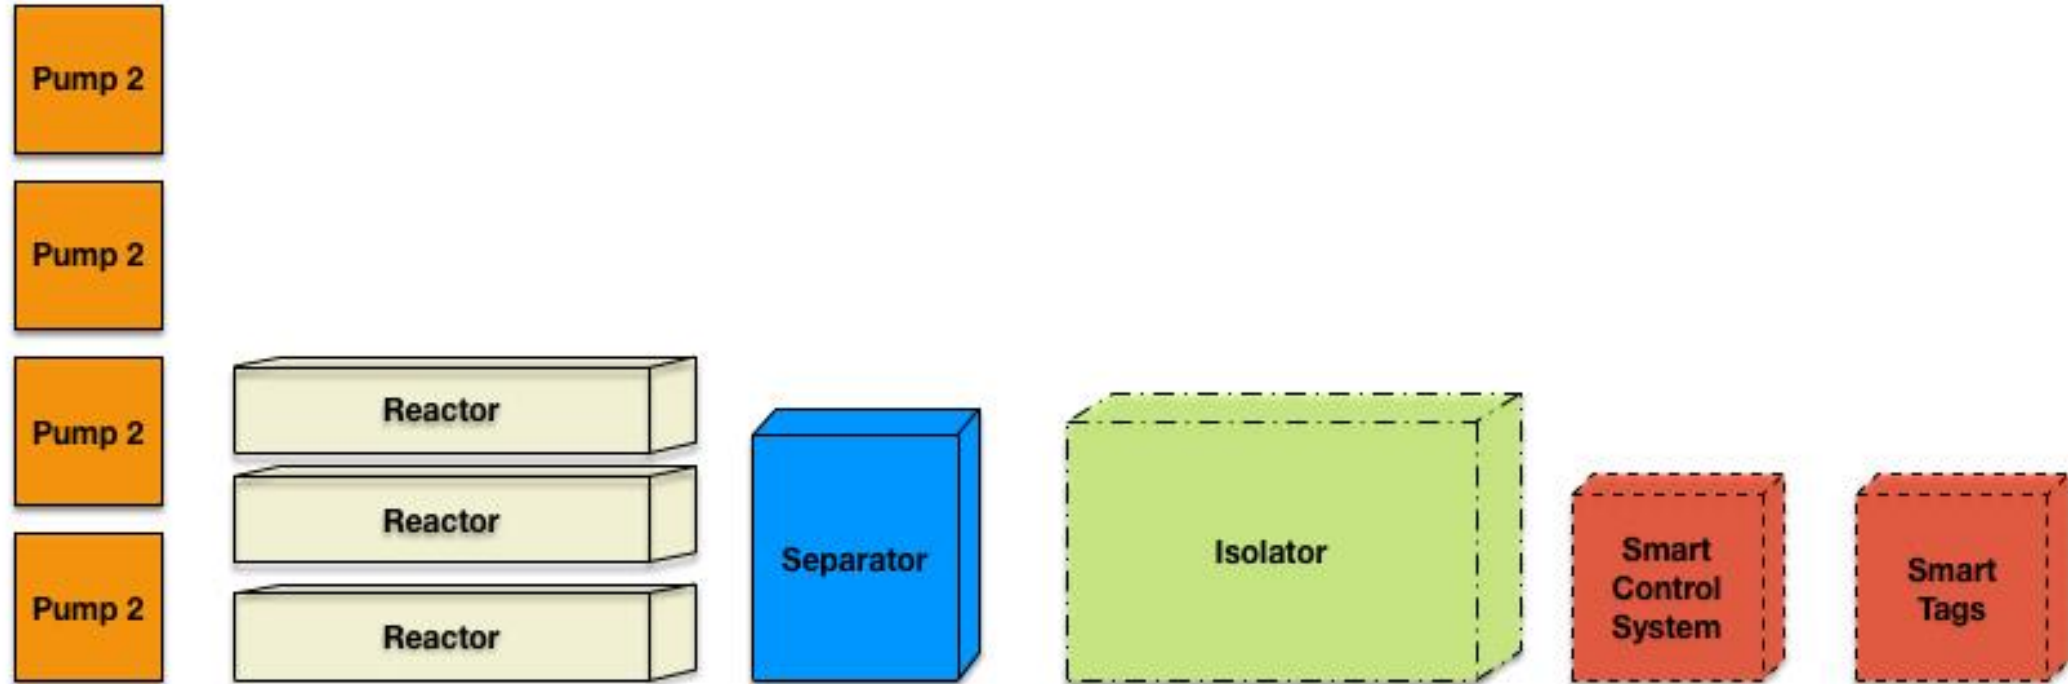 Pump 2
Pump 2
Pump 2
Pump 2
Reactor
Reactor
Reactor
Separator
Isolator
Smart
Control
System
Smart
Tags